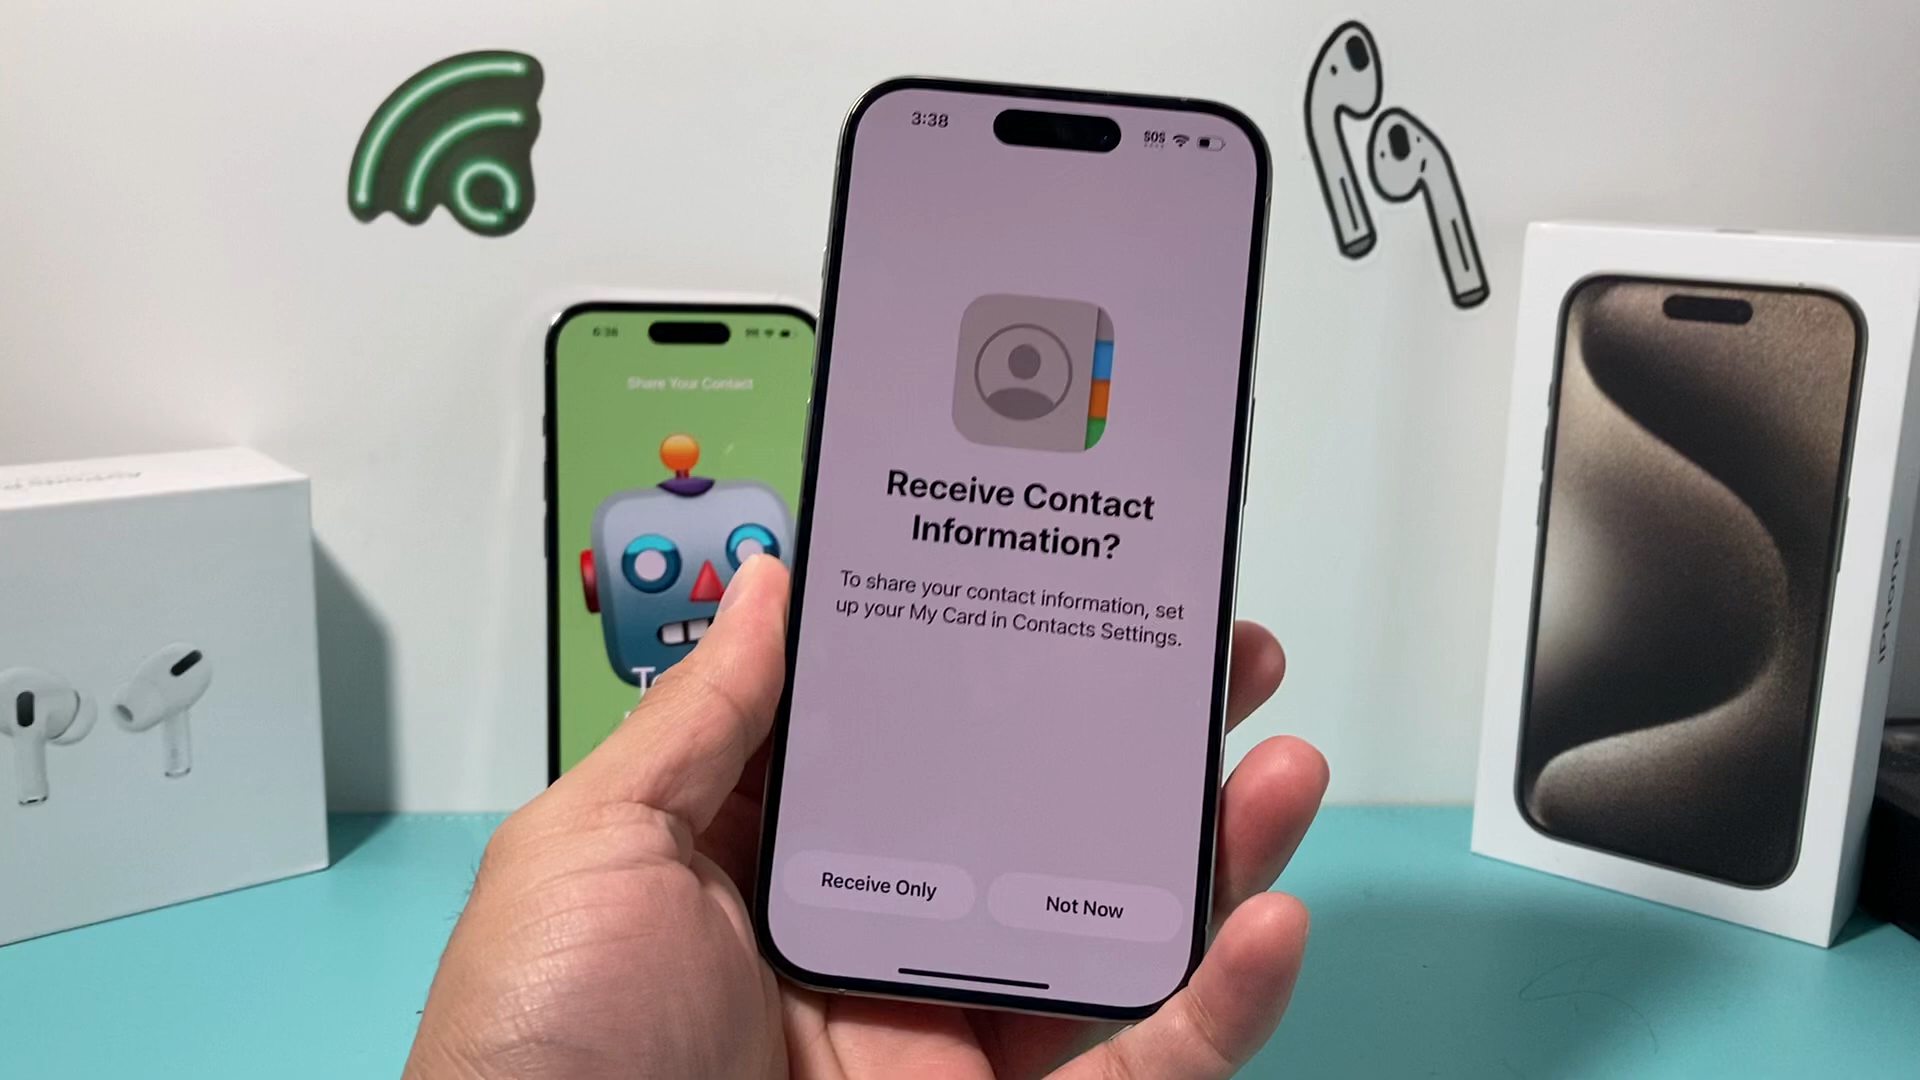 3:38
SOS
Receive Contact
Information?
To share your contact information, set
up your My Card in Contacts Settings.
Receive Only
Not Now
6:38
Share Your Contact
iPhone